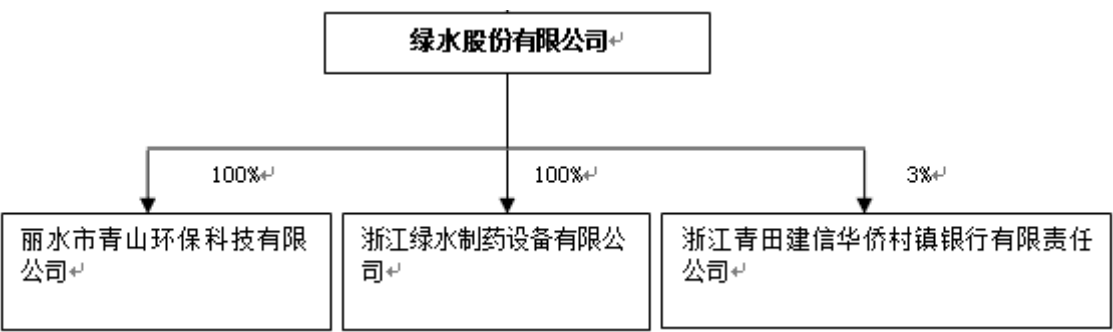 绿水股份有限公司
100%
100%
3%
丽水市青山环保科技有限
公司
浙江绿水制药设备有限公
司
浙江青田建信华侨村镇银行有限责任
公司